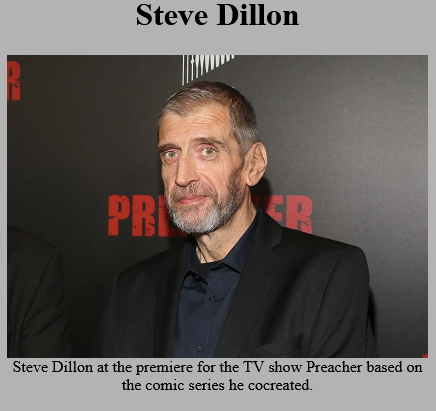 Steve Dillon
R
PREACHER
Steve Dillon at the premiere for the TV show Preacher based on
the comic series he cocreated.